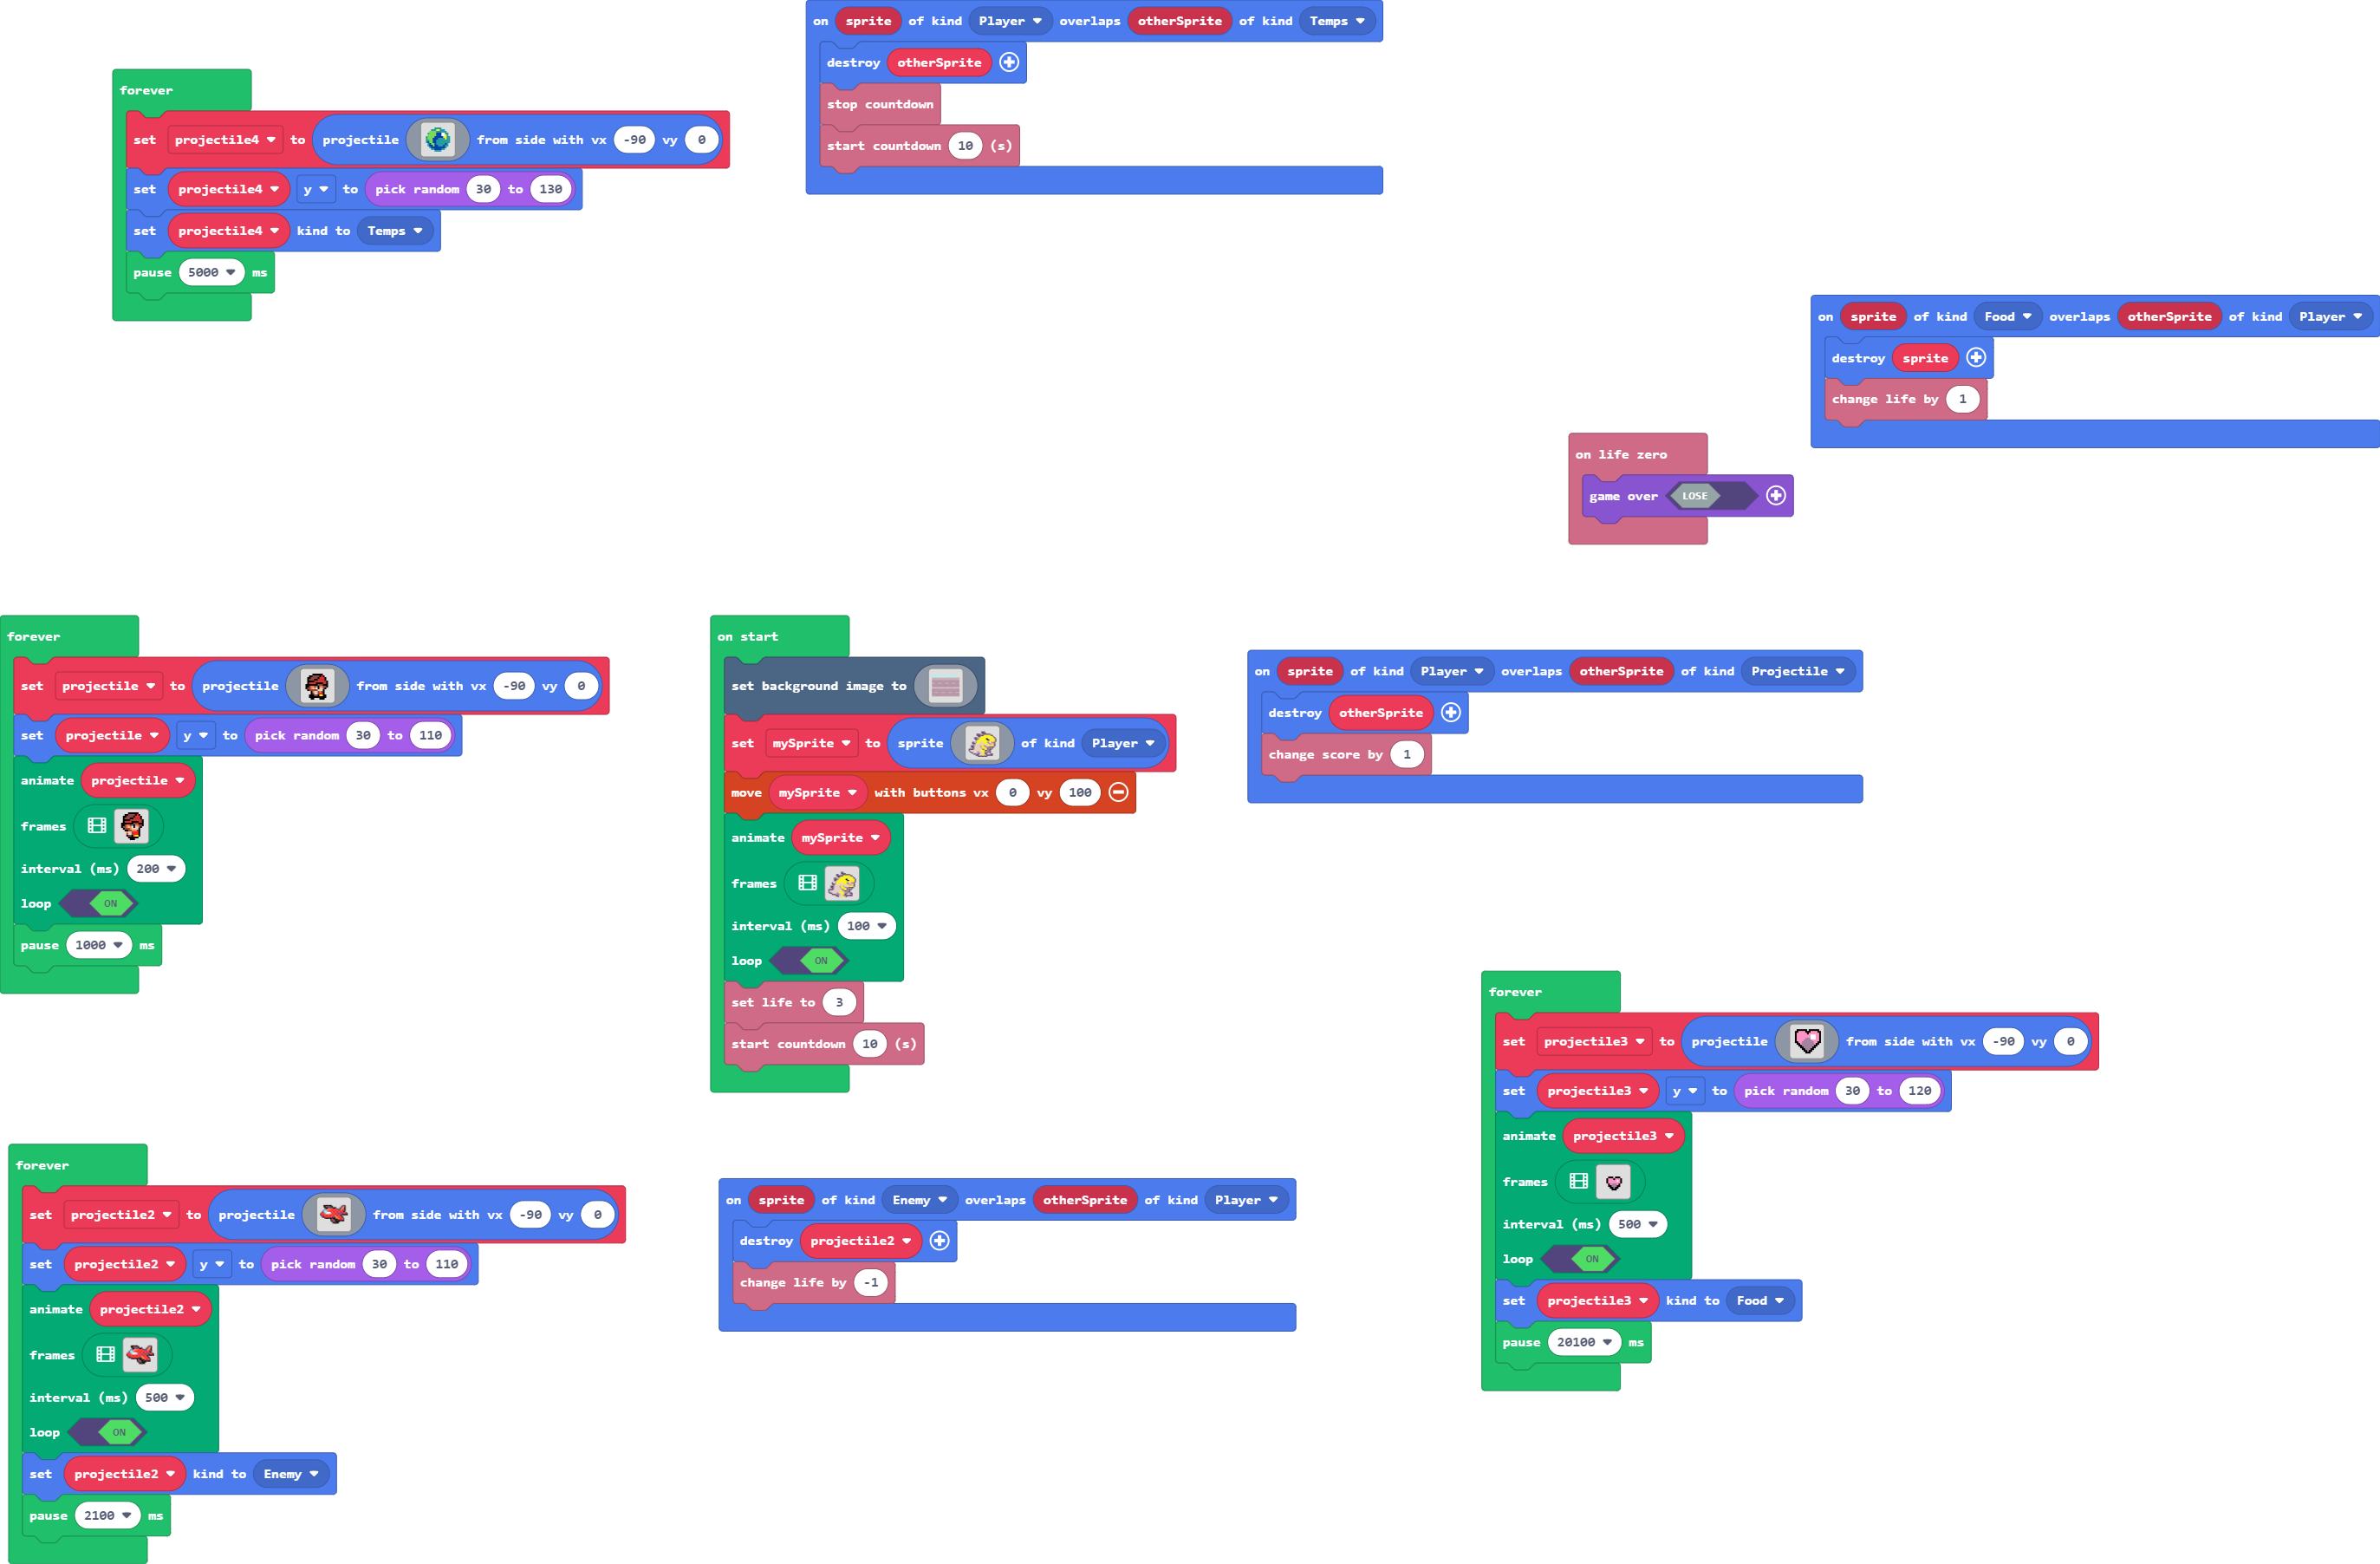 on sprite of kind Player overlaps otherSprite of kind Temps
destroy otherSprite
stop countdown
start countdown 10 (s)
forever
set projectile4 to projectile from side with vx -90 vy 0
set projectile4 y to pick random 30 to 130
set projectile4 kind to Temps
pause 5000 ms
on sprite of kind Food overlaps otherSprite of kind Player
destroy sprite
change life by 1
on life zero
game over LOSE
forever
set projectile to projectile from side with vx -90 vy 0
set projectile y to pick random 30 to 110
animate projectile
frames
interval (ms) 200
loop ON
pause 1000 ms
on start
set background image to
set mySprite to sprite of kind Player
move mySprite with buttons vx 0 vy 100
animate mySprite
frames
interval (ms) 100
loop ON
set life to 3
start countdown 10 (s)
on sprite of kind Player overlaps otherSprite of kind Projectile
destroy otherSprite
change score by 1
forever
set projectile3 to projectile from side with vx -90 vy 0
set projectile3 y to pick random 30 to 120
animate projectile3
frames
interval (ms) 500
loop ON
set projectile3 kind to Food
pause 20100 ms
forever
set projectile2 to projectile from side with vx -90 vy 0
set projectile2 y to pick random 30 to 110
animate projectile2
frames
interval (ms) 500
loop ON
set projectile2 kind to Enemy
pause 2100 ms
on sprite of kind Enemy overlaps otherSprite of kind Player
destroy projectile2
change life by -1